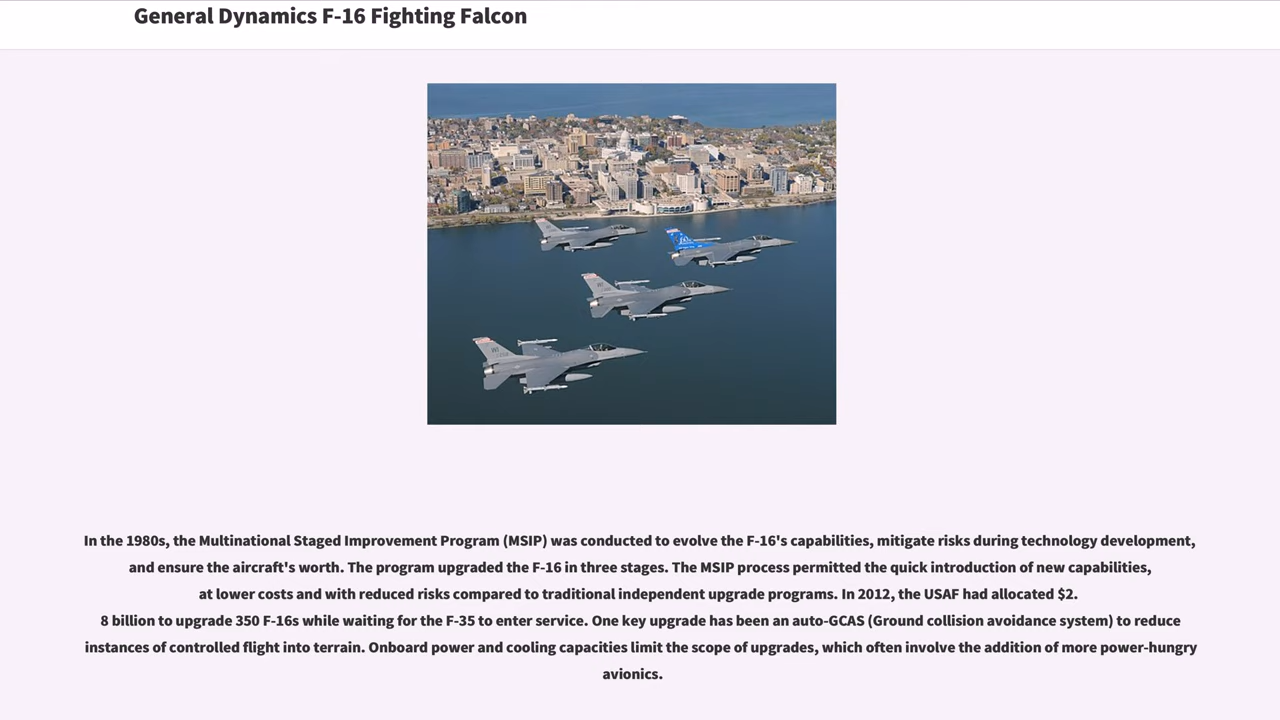 General Dynamics F-16 Fighting Falcon
In the 1980s, the Multinational Staged Improvement Program (MSIP) was conducted to evolve the F-16's capabilities, mitigate risks during technology development,
and ensure the aircraft's worth. The program upgraded the F-16 in three stages. The MSIP process permitted the quick introduction of new capabilities,
at lower costs and with reduced risks compared to traditional independent upgrade programs. In 2012, the USAF had allocated $2.
8 billion to upgrade 350 F-16s while waiting for the F-35 to enter service. One key upgrade has been an auto-GCAS (Ground collision avoidance system) to reduce
instances of controlled flight into terrain. Onboard power and cooling capacities limit the scope of upgrades, which often involve the addition of more power-hungry
avionics.